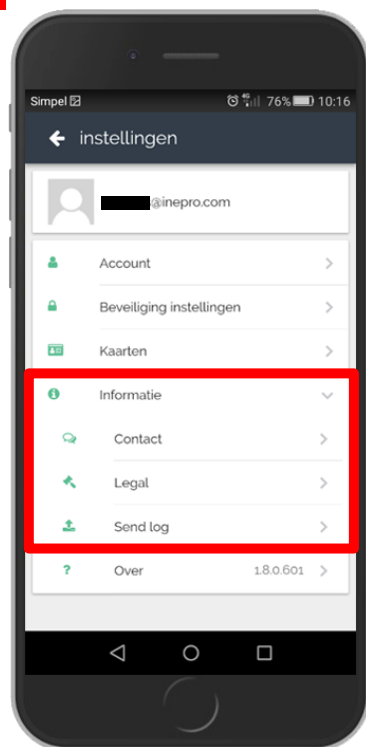 Simpel 4G 76% 10:16
instellingen
@inepro.com
Account
Beveiliging instellingen
Kaarten
Informatie
Contact
Legal
Send log
? Over 1.8.0.601